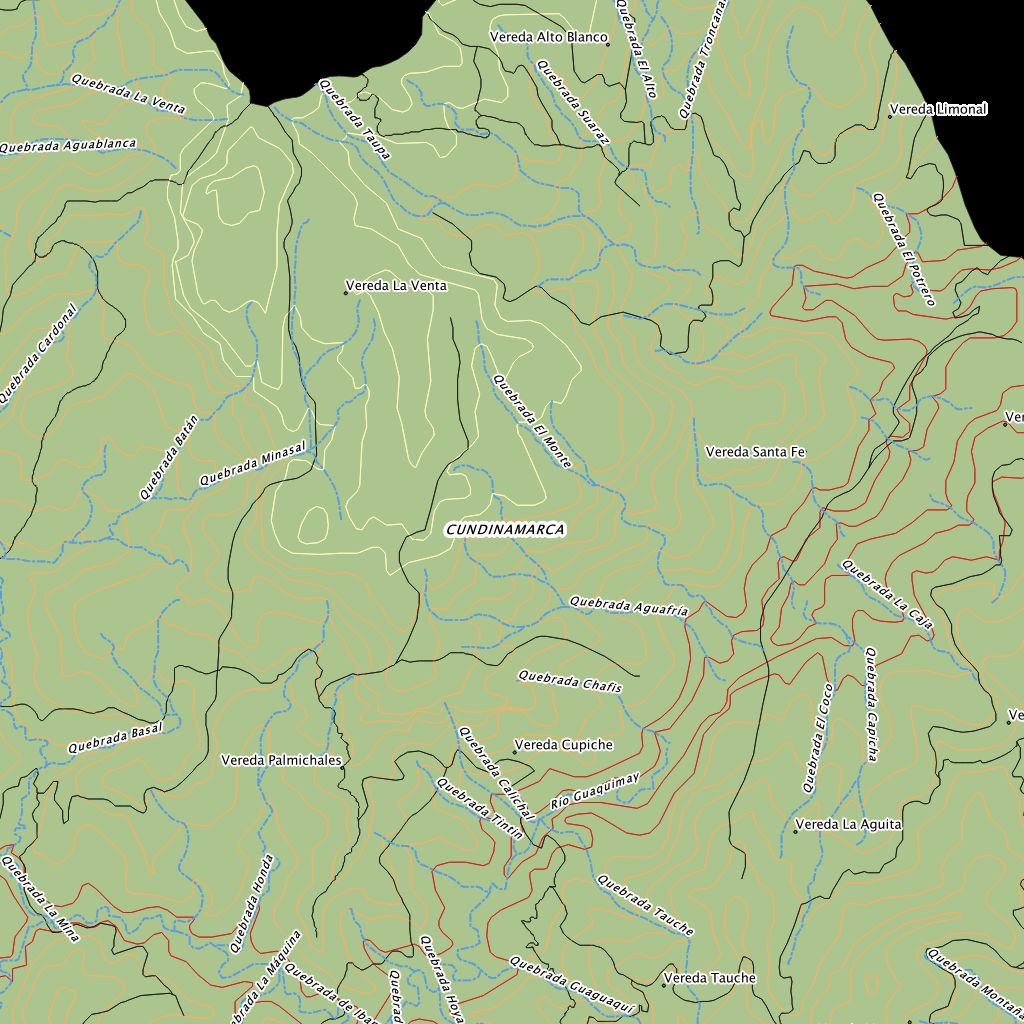 Quebrada El Alto
Quebrada Troncana
Vereda Alto Blanco
Quebrada Suaraz
Quebrada La Venta
Quebrada Taupa
Vereda Limonal
Quebrada Aguablanca
Quebrada El Potrero
Vereda La Venta
Quebrada Cardonal
Quebrada El Monte
Quebrada Batán
Quebrada Minasal
Vereda Santa Fe
CUNDINAMARCA
Quebrada Aguafría
Quebrada La Caja
Quebrada Chafis
Quebrada Capicha
Quebrada El Coco
Quebrada Basal
Vereda Cupiche
Vereda Palmichales
Quebrada Calichal
Río Guaquimay
Quebrada Tintin
Vereda La Aguita
Quebrada La Mina
Quebrada Honda
Quebrada Tauche
Quebrada La Máquina
Quebrada Hoya
Quebrada Guaguaquí
Vereda Tauche